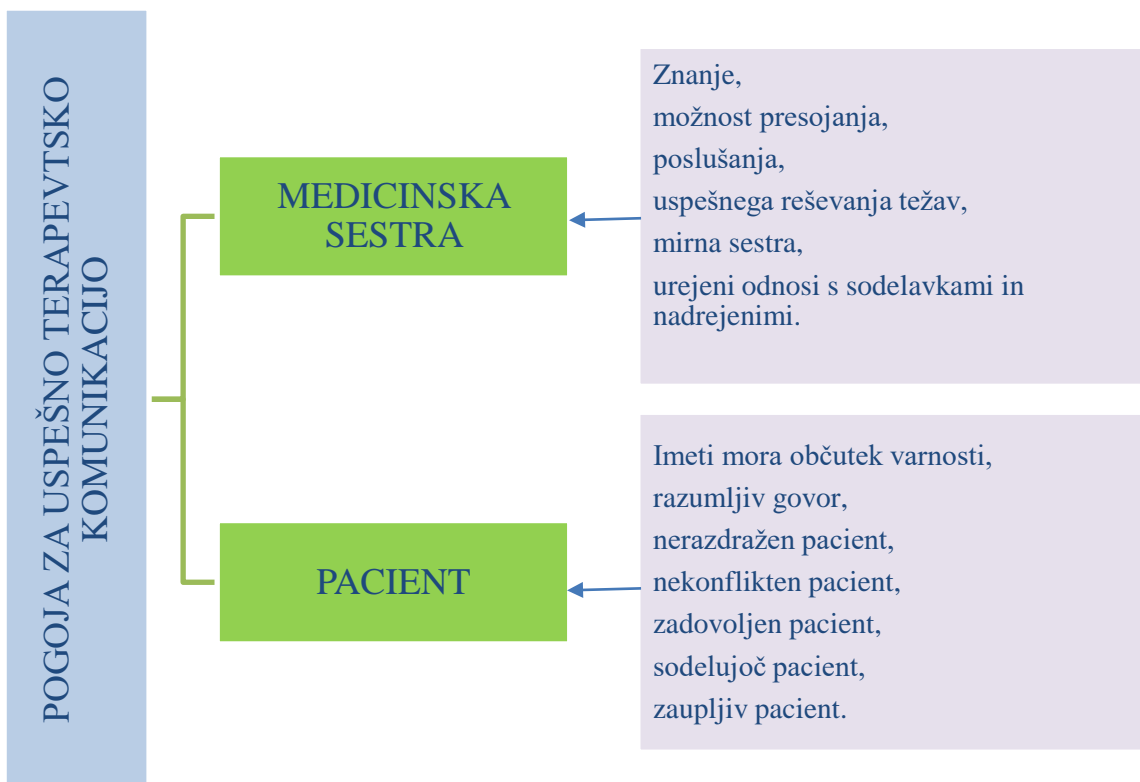 POGOJA ZA USPEŠNO TERAPEVTSKO
KOMUNIKACIJO
MEDICINSKA
SESTRA
Znanje,
možnost presojanja,
poslušanja,
uspešnega reševanja težav,
mirna sestra,
urejeni odnosi s sodelavkami in
nadrejenimi.
PACIENT
Imeti mora občutek varnosti,
razumljiv govor,
nerazdražen pacient,
nekonflikten pacient,
zadovoljen pacient,
sodelujoč pacient,
zaupljiv pacient.